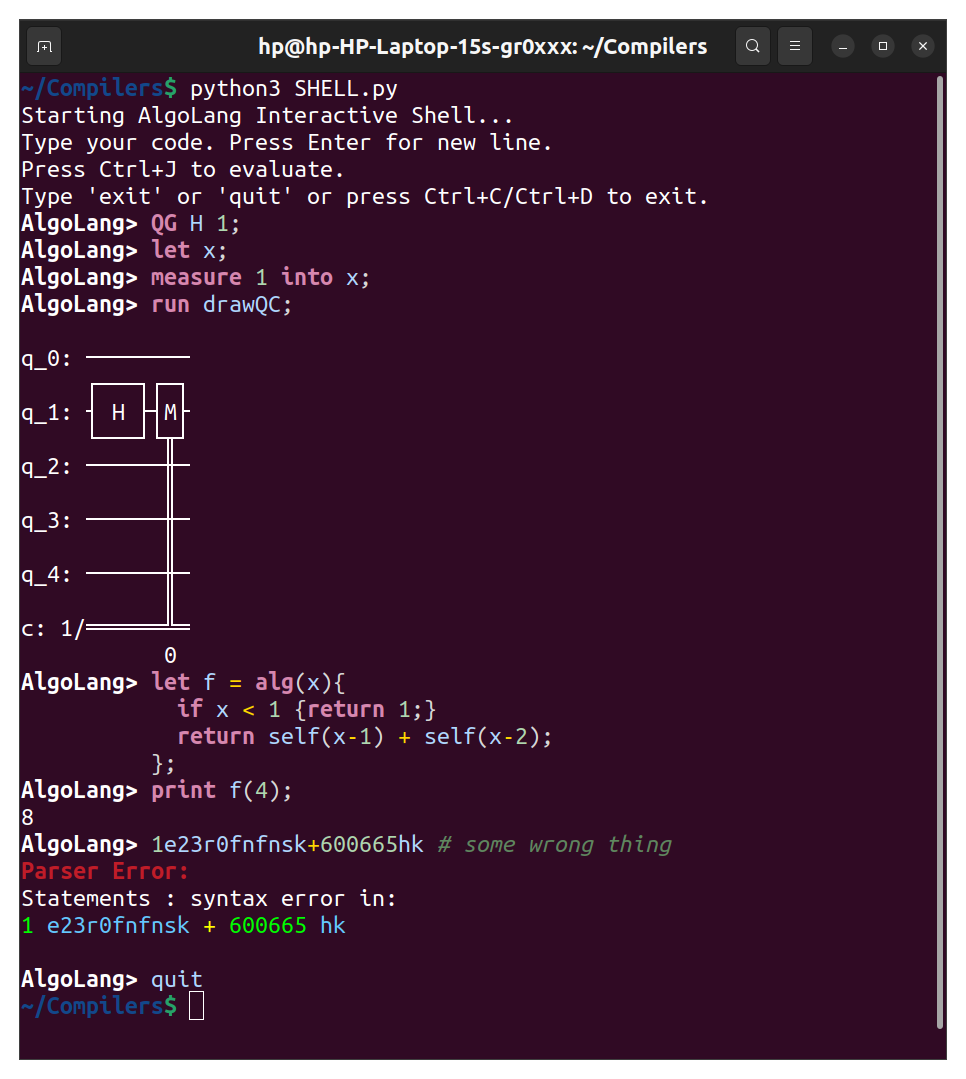 hp@hp-HP-Laptop-15s-gr0xxx: ~/Compilers
~/Compilers$ python3 SHELL.py
Starting AlgoLang Interactive Shell...
Type your code. Press Enter for new line.
Press Ctrl+J to evaluate.
Type 'exit' or 'quit' or press Ctrl+C/Ctrl+D to exit.
AlgoLang> QG H 1;
AlgoLang> let x;
AlgoLang> measure 1 into x;
AlgoLang> run drawQC;
q_0:
q_1: H M
q_2:
q_3:
q_4:
c: 1/
0
AlgoLang> let f = alg(x){
if x < 1 {return 1;}
return self(x-1) + self(x-2);
};
AlgoLang> print f(4);
8
AlgoLang> 1e23r0fnfnsk+600665hk # some wrong thing
Parser Error:
Statements : syntax error in:
1 e23r0fnfnsk + 600665 hk
AlgoLang> quit
~/Compilers$